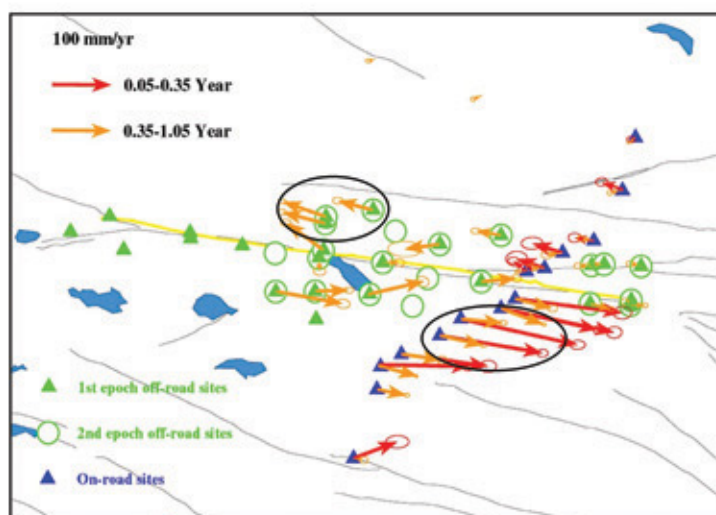 100 mm/yr
0.05-0.35 Year
0.35-1.05 Year
1st epoch off-road sites
2nd epoch off-road sites
On-road sites